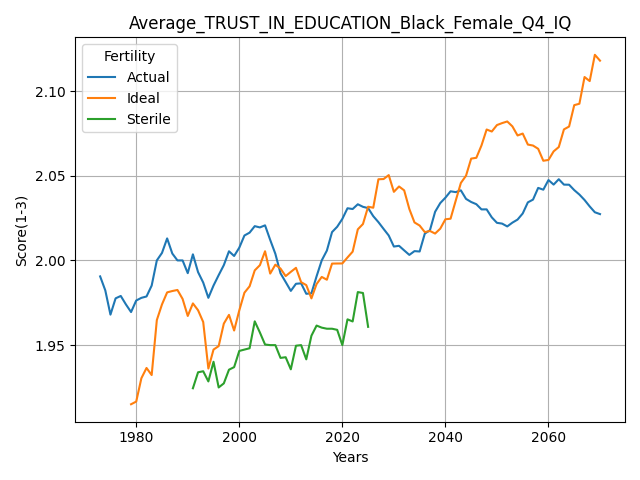 Average_TRUST_IN_EDUCATION_Black_Female_Q4_IQ
Fertility
Actual
Ideal
Sterile
2.10
2.05
2.00
1.95
Score(1-3)
1980
2000
2020
2040
2060
Years